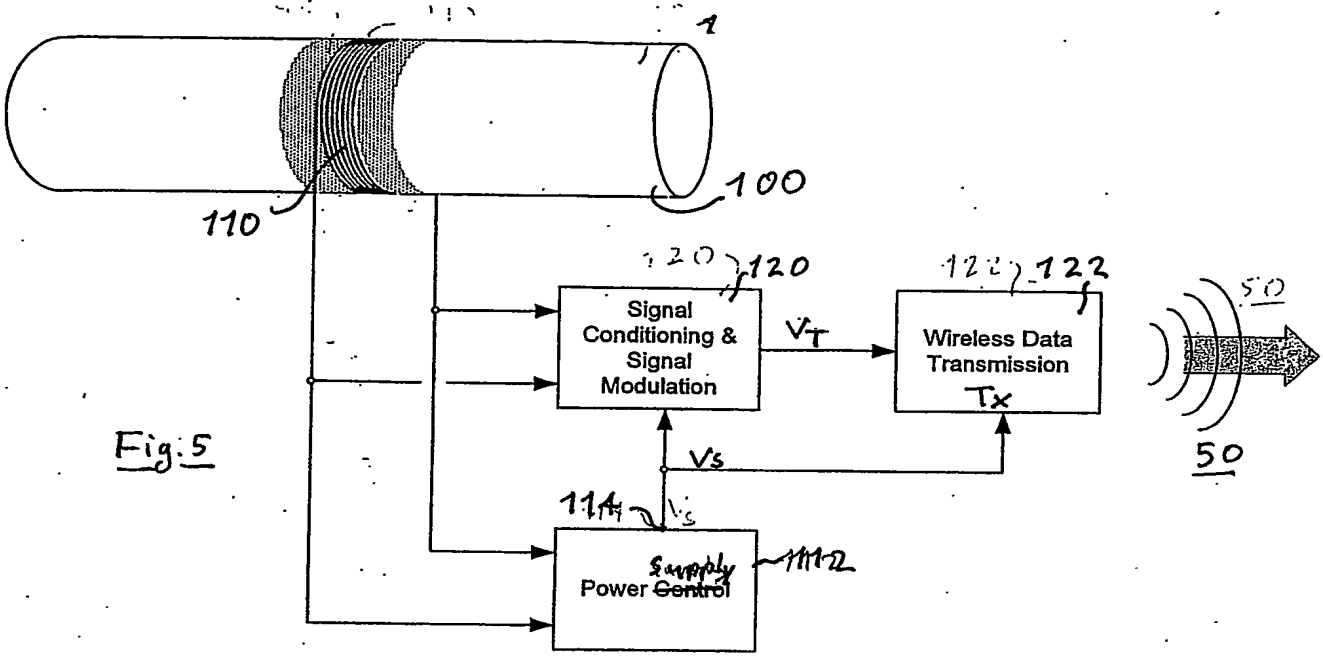 1
100
110
120
120
122
122
Signal
Conditioning &
Signal
Modulation
VT
Wireless Data
Transmission
Tx
50
50
Fig. 5
Vs
114
Vs
112
Supply
Power Control